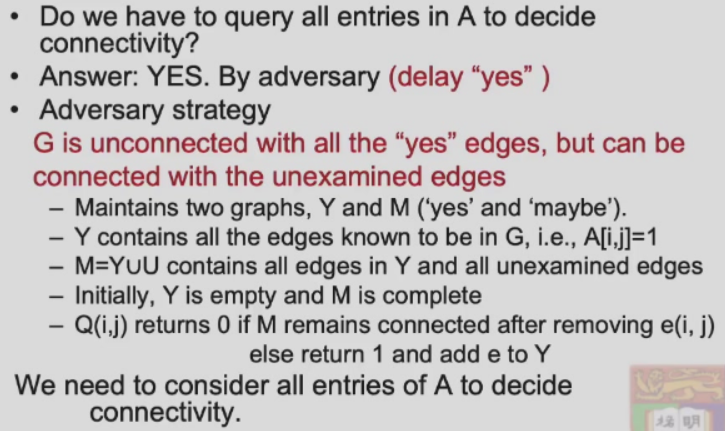 • Do we have to query all entries in A to decide
connectivity?
• Answer: YES. By adversary (delay “yes” )
• Adversary strategy
G is unconnected with all the “yes” edges, but can be
connected with the unexamined edges
– Maintains two graphs, Y and M (‘yes’ and ‘maybe’).
– Y contains all the edges known to be in G, i.e., A[i,j]=1
– M=Y∪U contains all edges in Y and all unexamined edges
– Initially, Y is empty and M is complete
– Q(i,j) returns 0 if M remains connected after removing e(i, j)
else return 1 and add e to Y
We need to consider all entries of A to decide
connectivity.